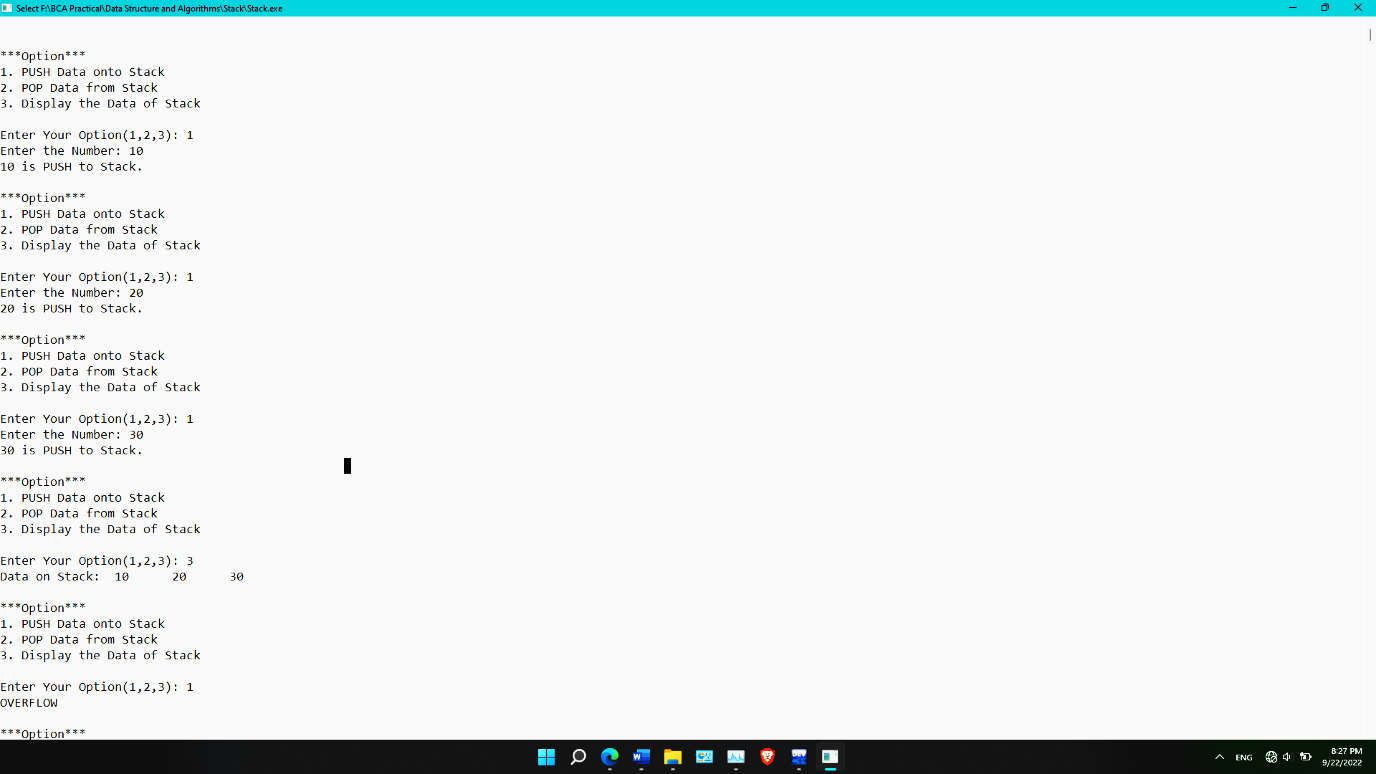 Select F:\BCA Practical\Data Structure and Algorithms\Stack\Stack.exe
***Option***
1. PUSH Data onto Stack
2. POP Data from Stack
3. Display the Data of Stack
Enter Your Option(1,2,3): 1
Enter the Number: 10
10 is PUSH to Stack.
***Option***
1. PUSH Data onto Stack
2. POP Data from Stack
3. Display the Data of Stack
Enter Your Option(1,2,3): 1
Enter the Number: 20
20 is PUSH to Stack.
***Option***
1. PUSH Data onto Stack
2. POP Data from Stack
3. Display the Data of Stack
Enter Your Option(1,2,3): 1
Enter the Number: 30
30 is PUSH to Stack.
***Option***
1. PUSH Data onto Stack
2. POP Data from Stack
3. Display the Data of Stack
Enter Your Option(1,2,3): 3
Data on Stack:  10      20      30
***Option***
1. PUSH Data onto Stack
2. POP Data from Stack
3. Display the Data of Stack
Enter Your Option(1,2,3): 1
OVERFLOW
***Option***
ENG
8:27 PM
9/22/2022